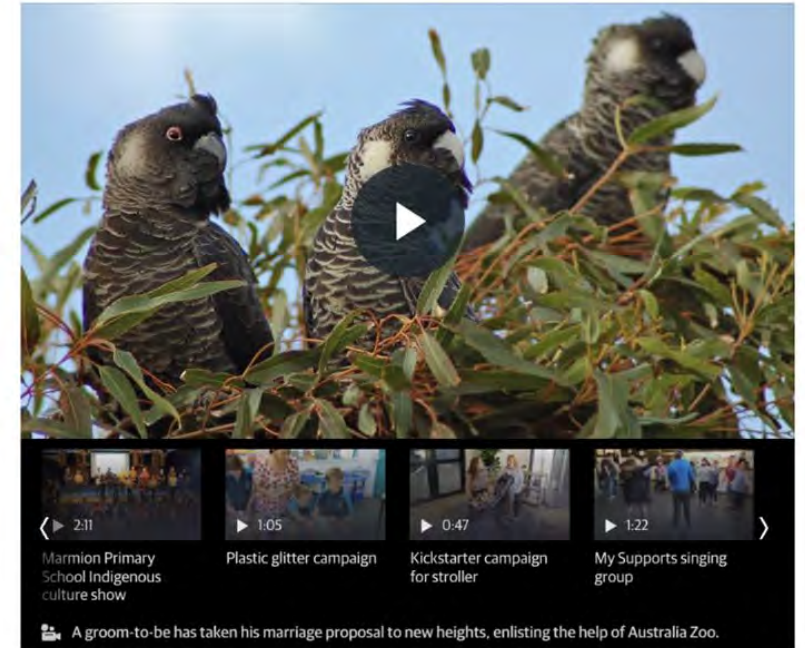 2:11
1:05
0:47
1:22
Marmion Primary
School Indigenous
culture show
Plastic glitter campaign
Kickstarter campaign
for stroller
My Supports singing
group
A groom-to-be has taken his marriage proposal to new heights, enlisting the help of Australia Zoo.